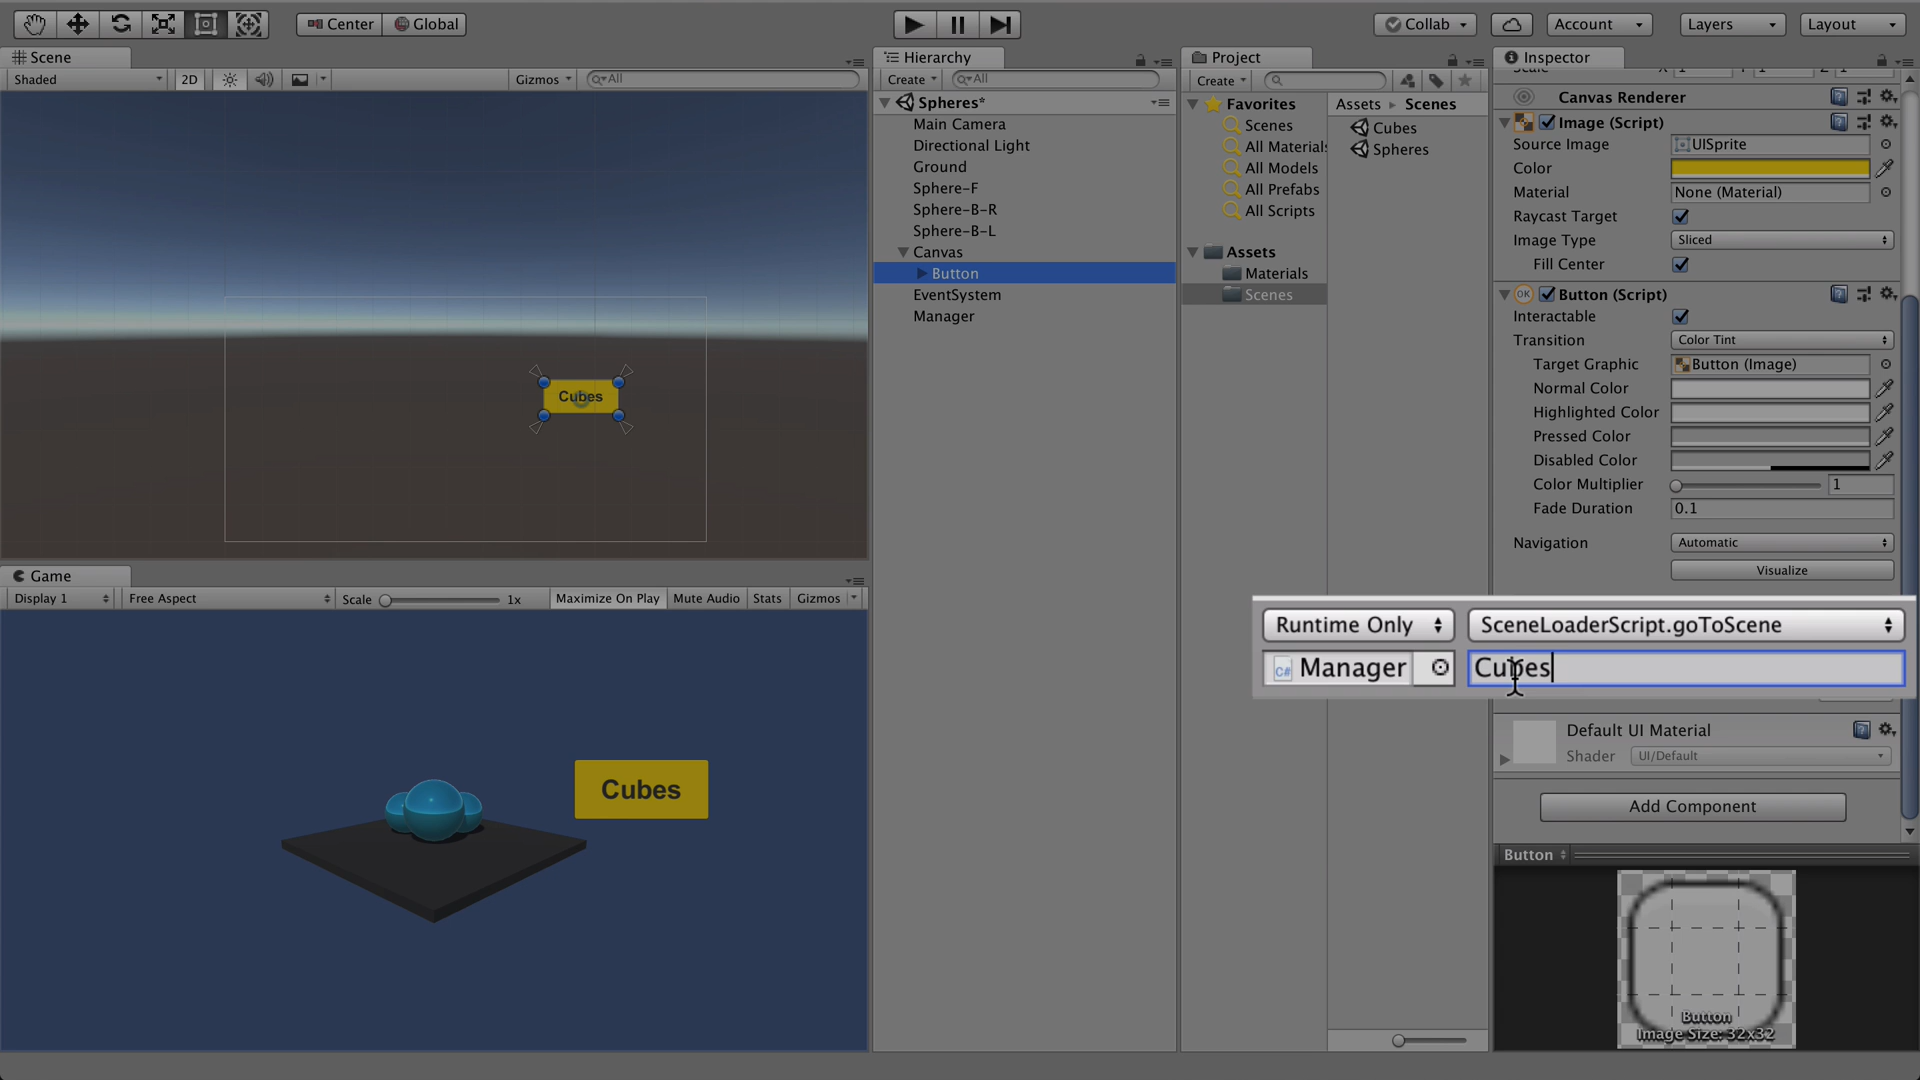 Center
Global
Collab
Account
Layers
Layout
Scene
Shaded
2D
Gizmos
All
Hierarchy
Create
All
Spheres*
Main Camera
Directional Light
Ground
Sphere-F
Sphere-B-R
Sphere-B-L
Canvas
Button
EventSystem
Manager
Project
Create
Favorites
Scenes
All Materials
All Models
All Prefabs
All Scripts
Assets
Materials
Scenes
Assets ▸ Scenes
Cubes
Spheres
Inspector
Canvas Renderer
Image (Script)
Source Image UISprite
Color
Material None (Material)
Raycast Target
Image Type Sliced
Fill Center
OK Button (Script)
Interactable
Transition Color Tint
Target Graphic Button (Image)
Normal Color
Highlighted Color
Pressed Color
Disabled Color
Color Multiplier 1
Fade Duration 0.1
Navigation Automatic
Visualize
Runtime Only SceneLoaderScript.goToScene
C# Manager Cubes
Default UI Material
Shader UI/Default
Add Component
Button
Button
Image Size: 32x32
Cubes
Game
Display 1
Free Aspect
Scale 1x
Maximize On Play
Mute Audio
Stats
Gizmos
Cubes